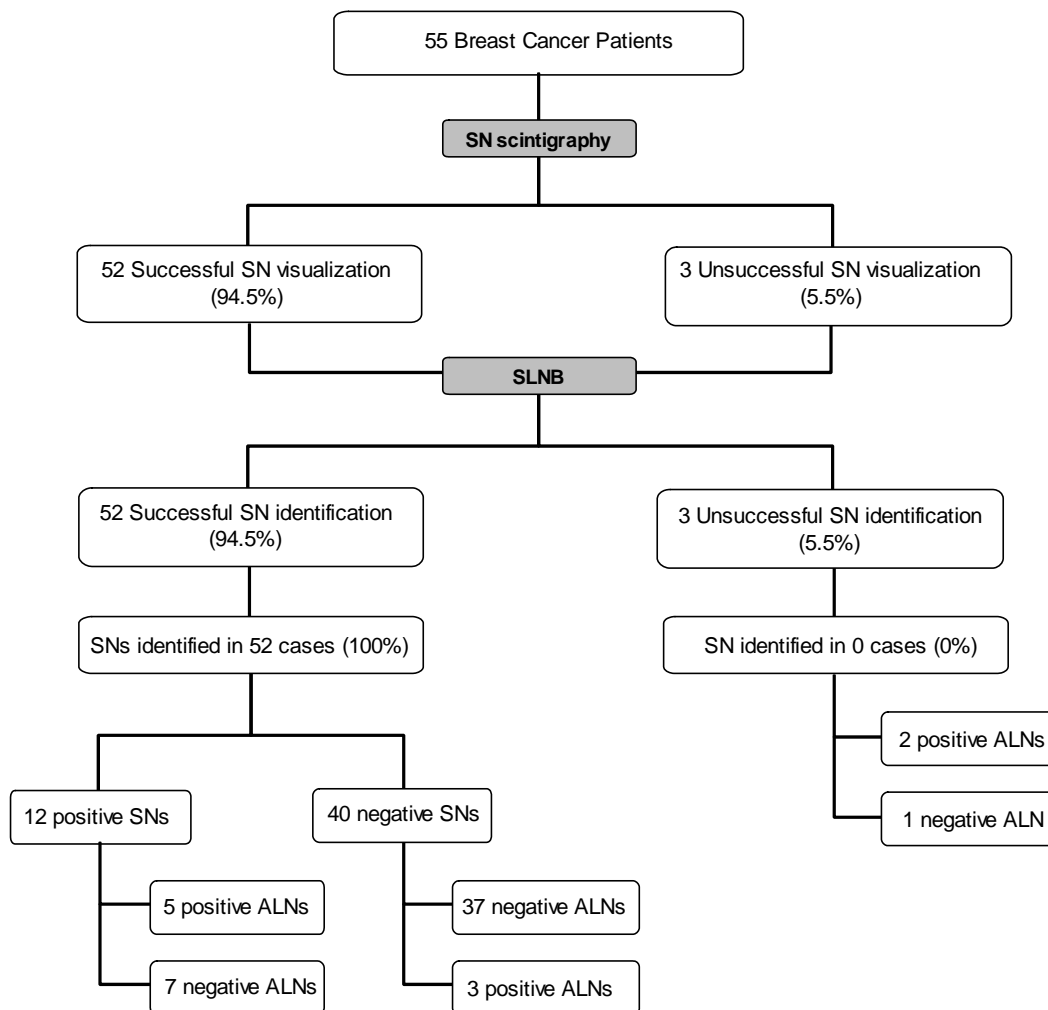 55 Breast Cancer Patients
SN scintigraphy
52 Successful SN visualization
(94.5%)
3 Unsuccessful SN visualization
(5.5%)
SLNB
52 Successful SN identification
(94.5%)
3 Unsuccessful SN identification
(5.5%)
SNs identified in 52 cases (100%)
SN identified in 0 cases (0%)
2 positive ALNs
1 negative ALN
12 positive SNs
40 negative SNs
5 positive ALNs
7 negative ALNs
37 negative ALNs
3 positive ALNs